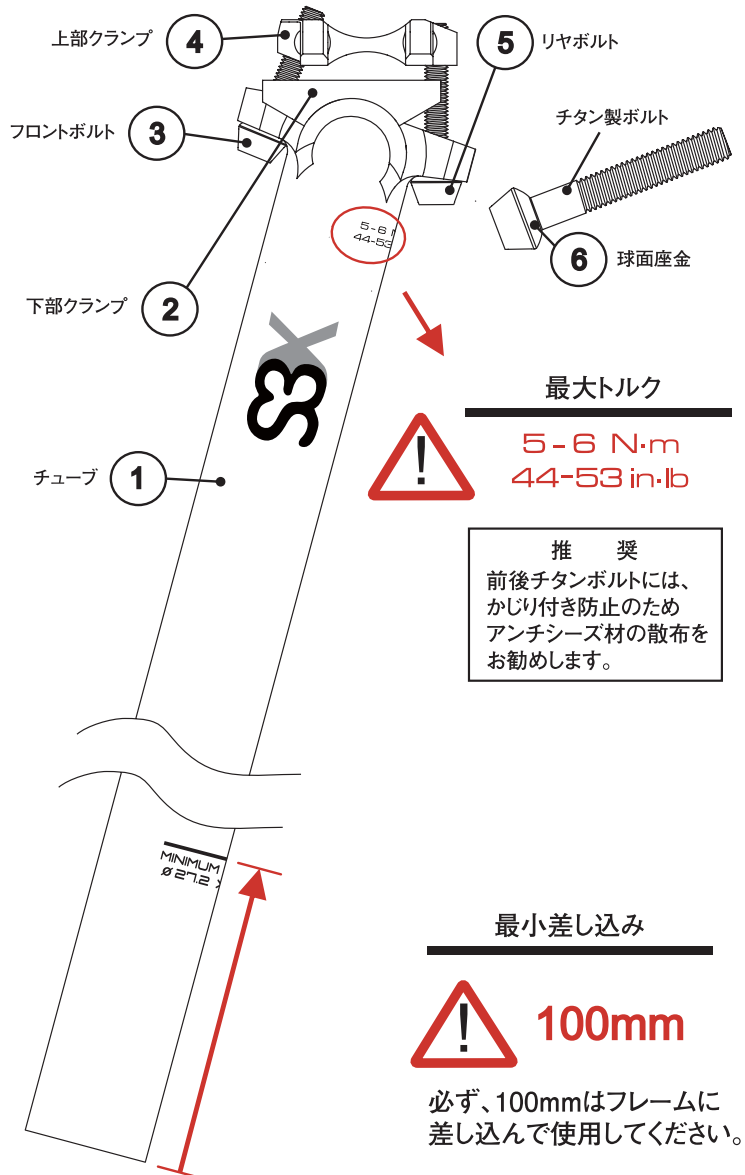 上部クランプ 4
5 リヤボルト
フロントボルト 3
チタン製ボルト
5-6
44-53
6 球面座金
下部クランプ 2
S3X
最大トルク
!
5-6 N·m
44-53 in·lb
チューブ 1
推 奨
前後チタンボルトには、
かじり付き防止のため
アンチシーズ材の散布を
お勧めします。
MINIMUM
Ø 27.2
最小差し込み
!
100mm
必ず、100mmはフレームに
差し込んで使用してください。